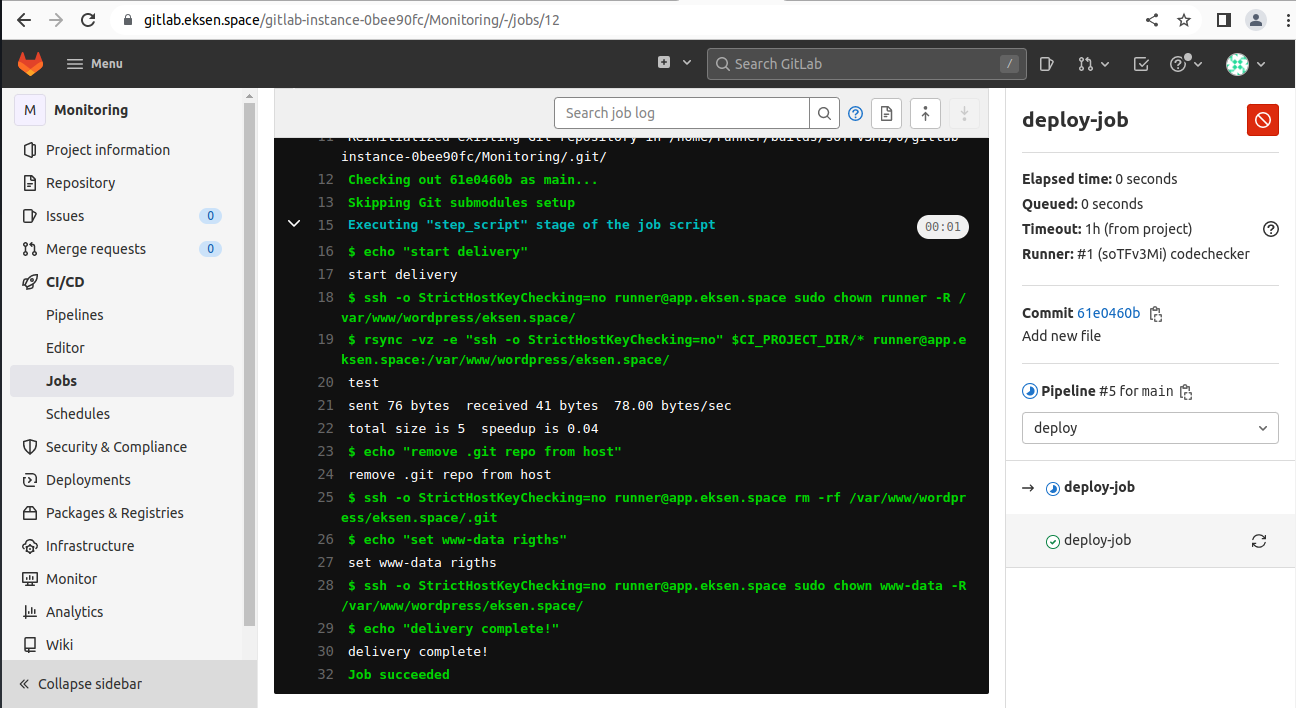 gitlab.eksen.space/gitlab-instance-0bee90fc/Monitoring/-/jobs/12
Menu
Search GitLab
/
M Monitoring
Project information
Repository
Issues 0
Merge requests 0
CI/CD
Pipelines
Editor
Jobs
Schedules
Security & Compliance
Deployments
Packages & Registries
Infrastructure
Monitor
Analytics
Wiki
Collapse sidebar
Search job log
11 Reinitialized existing Git repository in /home/runner/builds/soTFv3Mi/0/gitlab-
instance-0bee90fc/Monitoring/.git/
12 Checking out 61e0460b as main...
13 Skipping Git submodules setup
15 Executing "step_script" stage of the job script 00:01
16 $ echo "start delivery"
17 start delivery
18 $ ssh -o StrictHostKeyChecking=no runner@app.eksen.space sudo chown runner -R /
var/www/wordpress/eksen.space/
19 $ rsync -vz -e "ssh -o StrictHostKeyChecking=no" $CI_PROJECT_DIR/* runner@app.e
ksen.space:/var/www/wordpress/eksen.space/
20 test
21 sent 76 bytes  received 41 bytes  78.00 bytes/sec
22 total size is 5  speedup is 0.04
23 $ echo "remove .git repo from host"
24 remove .git repo from host
25 $ ssh -o StrictHostKeyChecking=no runner@app.eksen.space rm -rf /var/www/wordpr
ess/eksen.space/.git
26 $ echo "set www-data rigths"
27 set www-data rigths
28 $ ssh -o StrictHostKeyChecking=no runner@app.eksen.space sudo chown www-data -R
/var/www/wordpress/eksen.space/
29 $ echo "delivery complete!"
30 delivery complete!
32 Job succeeded
deploy-job
Elapsed time: 0 seconds
Queued: 0 seconds
Timeout: 1h (from project)
Runner: #1 (soTFv3Mi) codechecker
Commit 61e0460b
Add new file
Pipeline #5 for main
deploy
deploy-job
deploy-job